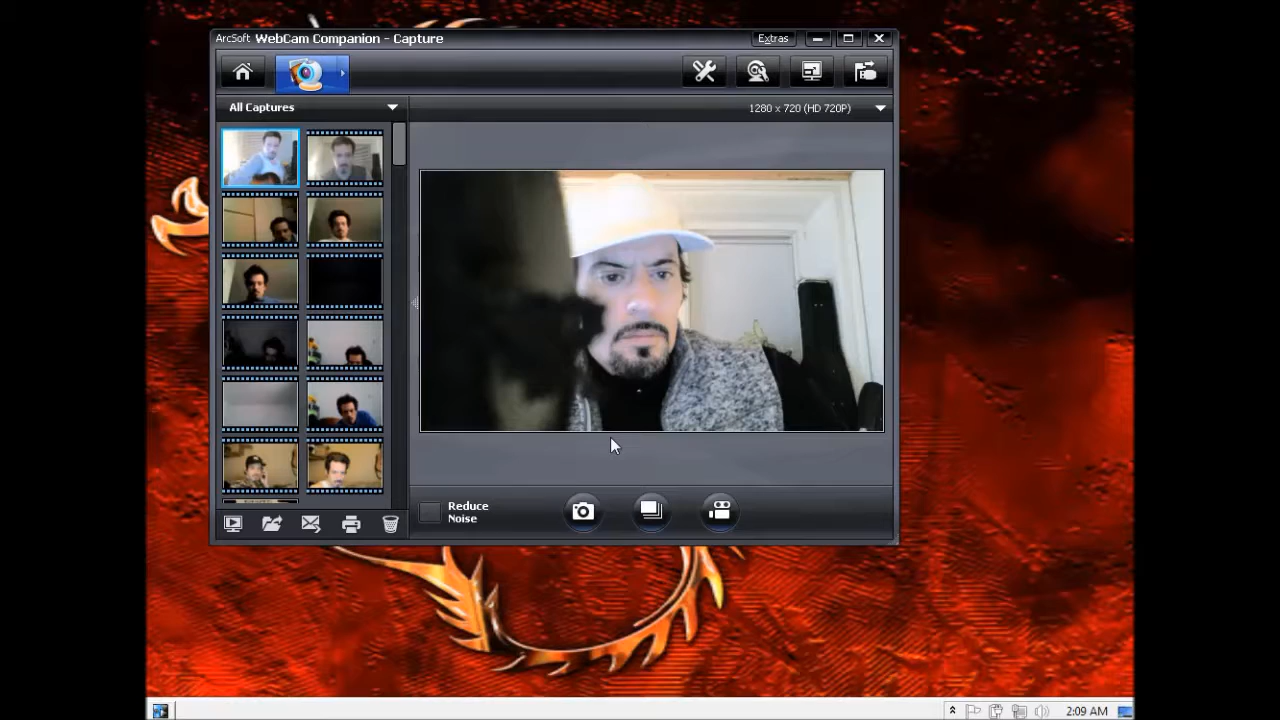 ArcSoft WebCam Companion - Capture
Extras
All Captures
1280 x 720 (HD 720P)
Reduce
Noise
2:09 AM